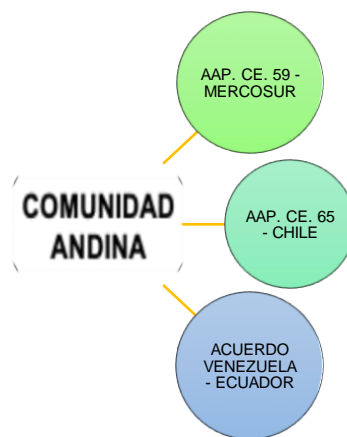 AAP. CE. 59 -
MERCOSUR
COMUNIDAD
ANDINA
AAP. CE. 65
- CHILE
ACUERDO
VENEZUELA
- ECUADOR